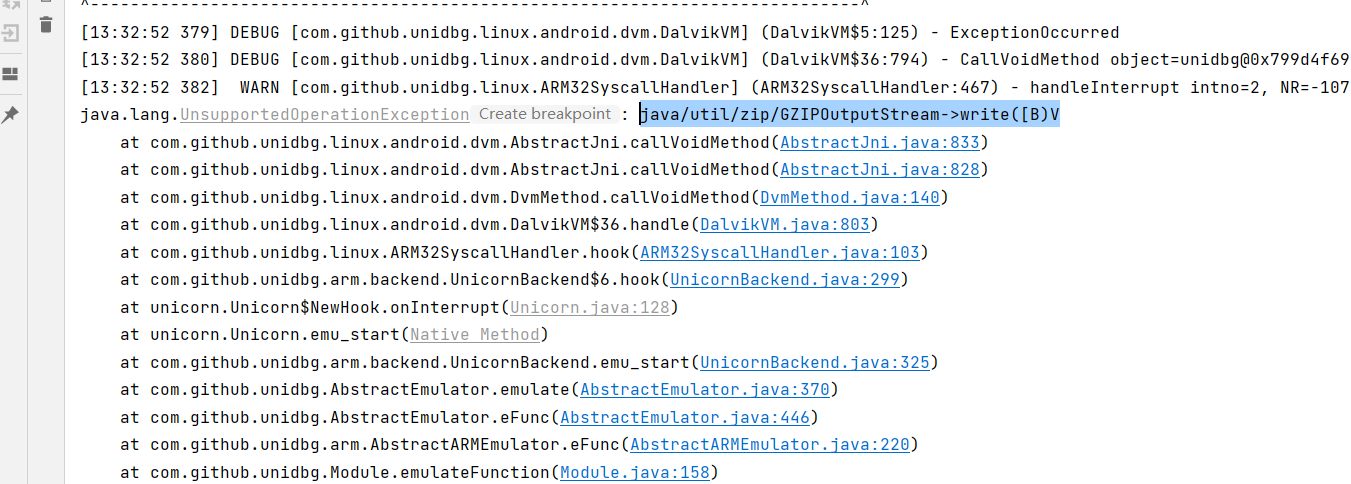 ^---------------------------------------------------------------------------^
[13:32:52 379] DEBUG [com.github.unidbg.linux.android.dvm.DalvikVM] (DalvikVM$5:125) - ExceptionOccurred
[13:32:52 380] DEBUG [com.github.unidbg.linux.android.dvm.DalvikVM] (DalvikVM$36:794) - CallVoidMethod object=unidbg@0x799d4f69
[13:32:52 382]  WARN [com.github.unidbg.linux.ARM32SyscallHandler] (ARM32SyscallHandler:467) - handleInterrupt intno=2, NR=-107
java.lang.UnsupportedOperationException Create breakpoint : java/util/zip/GZIPOutputStream->write([B)V
at com.github.unidbg.linux.android.dvm.AbstractJni.callVoidMethod(AbstractJni.java:833)
at com.github.unidbg.linux.android.dvm.AbstractJni.callVoidMethod(AbstractJni.java:828)
at com.github.unidbg.linux.android.dvm.DvmMethod.callVoidMethod(DvmMethod.java:140)
at com.github.unidbg.linux.android.dvm.DalvikVM$36.handle(DalvikVM.java:803)
at com.github.unidbg.linux.ARM32SyscallHandler.hook(ARM32SyscallHandler.java:103)
at com.github.unidbg.arm.backend.UnicornBackend$6.hook(UnicornBackend.java:299)
at unicorn.Unicorn$NewHook.onInterrupt(Unicorn.java:128)
at unicorn.Unicorn.emu_start(Native Method)
at com.github.unidbg.arm.backend.UnicornBackend.emu_start(UnicornBackend.java:325)
at com.github.unidbg.AbstractEmulator.emulate(AbstractEmulator.java:370)
at com.github.unidbg.AbstractEmulator.eFunc(AbstractEmulator.java:446)
at com.github.unidbg.arm.AbstractARMEmulator.eFunc(AbstractARMEmulator.java:220)
at com.github.unidbg.Module.emulateFunction(Module.java:158)